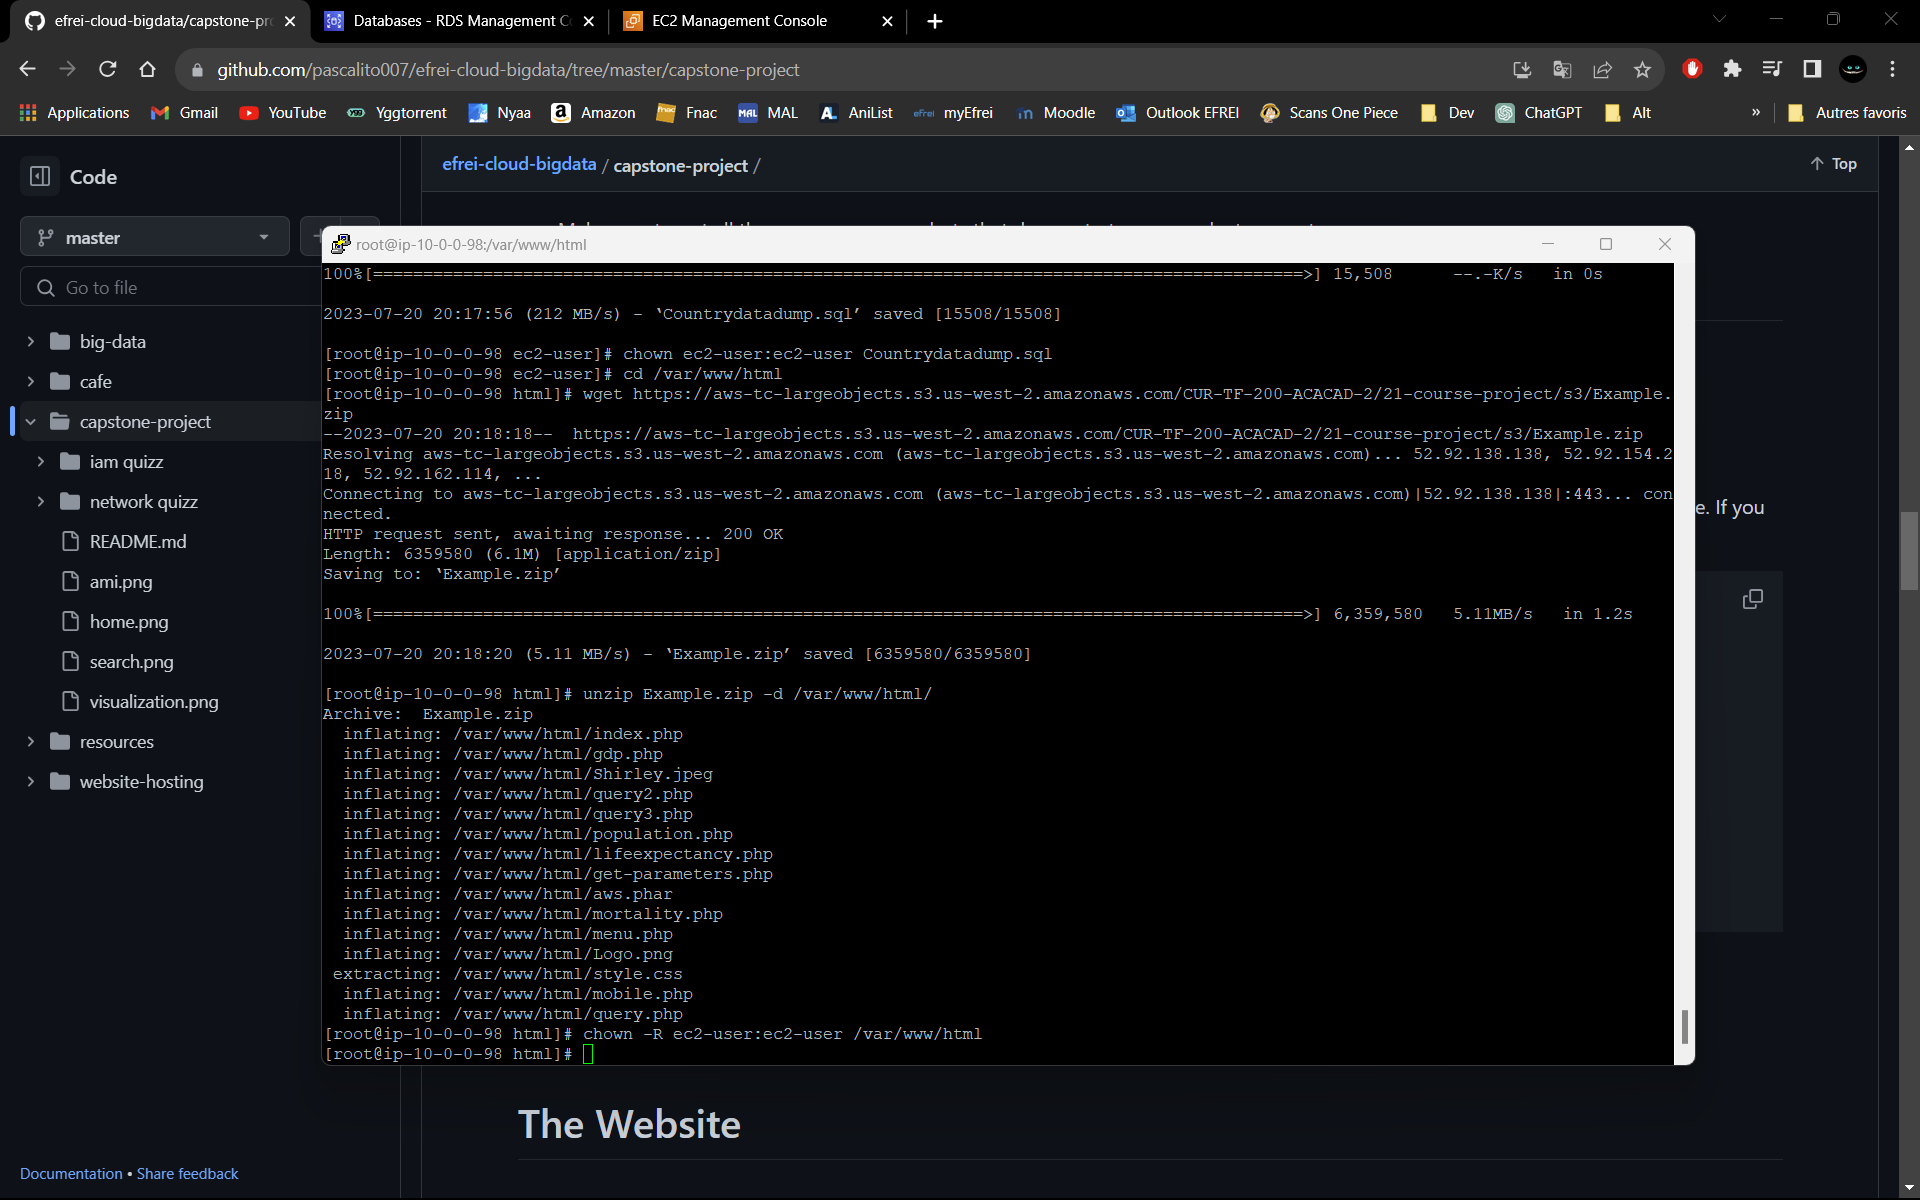 efrei-cloud-bigdata/capstone-pr
Databases - RDS Management C
EC2 Management Console
github.com/pascalito007/efrei-cloud-bigdata/tree/master/capstone-project
Applications Gmail YouTube Yggtorrent Nyaa Amazon Fnac MAL AniList myEfrei Moodle Outlook EFREI Scans One Piece Dev ChatGPT Alt » Autres favoris
Code
efrei-cloud-bigdata / capstone-project /
Top
master
Go to file
big-data
cafe
capstone-project
iam quizz
network quizz
README.md
ami.png
home.png
search.png
visualization.png
resources
website-hosting
Documentation • Share feedback
root@ip-10-0-0-98:/var/www/html
100%[=============================================================================================>] 15,508      --.-K/s   in 0s
2023-07-20 20:17:56 (212 MB/s) - ‘Countrydatadump.sql’ saved [15508/15508]
[root@ip-10-0-0-98 ec2-user]# chown ec2-user:ec2-user Countrydatadump.sql
[root@ip-10-0-0-98 ec2-user]# cd /var/www/html
[root@ip-10-0-0-98 html]# wget https://aws-tc-largeobjects.s3.us-west-2.amazonaws.com/CUR-TF-200-ACACAD-2/21-course-project/s3/Example.
zip
--2023-07-20 20:18:18--  https://aws-tc-largeobjects.s3.us-west-2.amazonaws.com/CUR-TF-200-ACACAD-2/21-course-project/s3/Example.zip
Resolving aws-tc-largeobjects.s3.us-west-2.amazonaws.com (aws-tc-largeobjects.s3.us-west-2.amazonaws.com)... 52.92.138.138, 52.92.154.2
18, 52.92.162.114, ...
Connecting to aws-tc-largeobjects.s3.us-west-2.amazonaws.com (aws-tc-largeobjects.s3.us-west-2.amazonaws.com)|52.92.138.138|:443... con
nected.
HTTP request sent, awaiting response... 200 OK
Length: 6359580 (6.1M) [application/zip]
Saving to: ‘Example.zip’
100%[=============================================================================================>] 6,359,580   5.11MB/s   in 1.2s
2023-07-20 20:18:20 (5.11 MB/s) - ‘Example.zip’ saved [6359580/6359580]
[root@ip-10-0-0-98 html]# unzip Example.zip -d /var/www/html/
Archive:  Example.zip
  inflating: /var/www/html/index.php
  inflating: /var/www/html/gdp.php
  inflating: /var/www/html/Shirley.jpeg
  inflating: /var/www/html/query2.php
  inflating: /var/www/html/query3.php
  inflating: /var/www/html/population.php
  inflating: /var/www/html/lifeexpectancy.php
  inflating: /var/www/html/get-parameters.php
  inflating: /var/www/html/aws.phar
  inflating: /var/www/html/mortality.php
  inflating: /var/www/html/menu.php
  inflating: /var/www/html/Logo.png
 extracting: /var/www/html/style.css
  inflating: /var/www/html/mobile.php
  inflating: /var/www/html/query.php
[root@ip-10-0-0-98 html]# chown -R ec2-user:ec2-user /var/www/html
[root@ip-10-0-0-98 html]#
e. If you
The Website